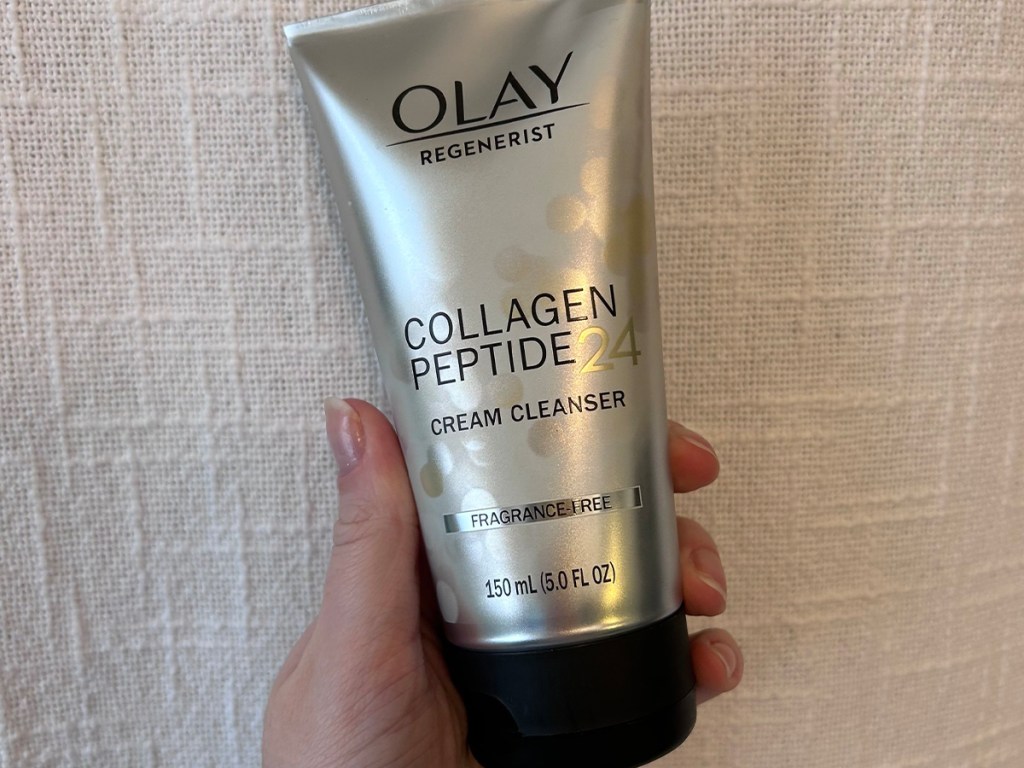 OLAY
REGENERIST
COLLAGEN
PEPTIDE24
CREAM CLEANSER
FRAGRANCE-FREE
150 mL (5.0 FL OZ)